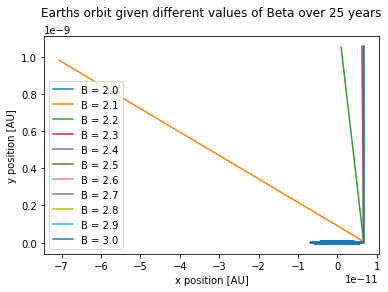 Earths orbit given different values of Beta over 25 years
1e-9
1.0
0.8
0.6
0.4
0.2
0.0
y position [AU]
B = 2.0
B = 2.1
B = 2.2
B = 2.3
B = 2.4
B = 2.5
B = 2.6
B = 2.7
B = 2.8
B = 2.9
B = 3.0
-7 -6 -5 -4 -3 -2 -1 0 1
1e-11
x position [AU]